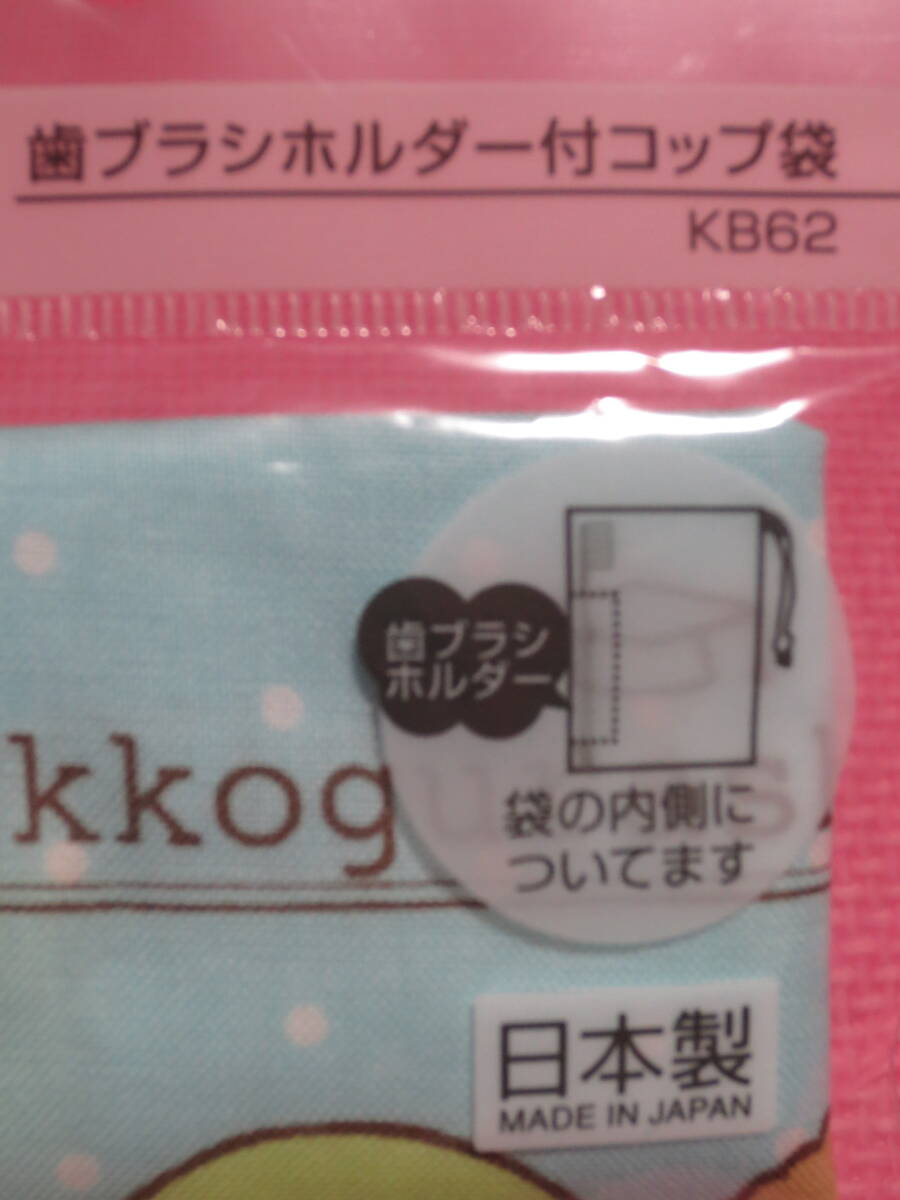 歯ブラシホルダー付コップ袋
KB62
歯ブラシ
ホルダー
kkogu
袋の内側に
ついてます
日本製
MADE IN JAPAN